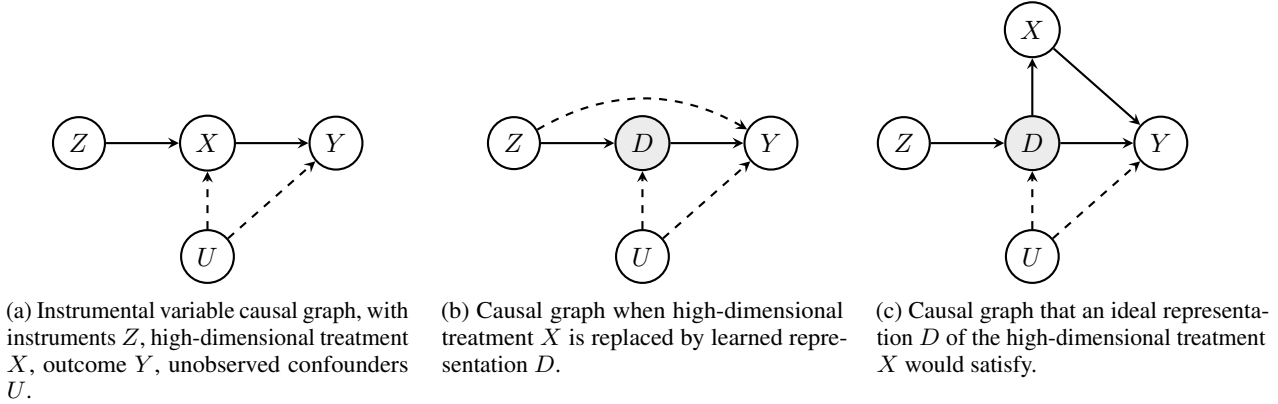 X
Z X Y
Z D Y
Z D Y
U
U
U
(a) Instrumental variable causal graph, with
instruments Z, high-dimensional treatment
X, outcome Y, unobserved confounders
U.
(b) Causal graph when high-dimensional
treatment X is replaced by learned repre-
sentation D.
(c) Causal graph that an ideal representa-
tion D of the high-dimensional treatment
X would satisfy.